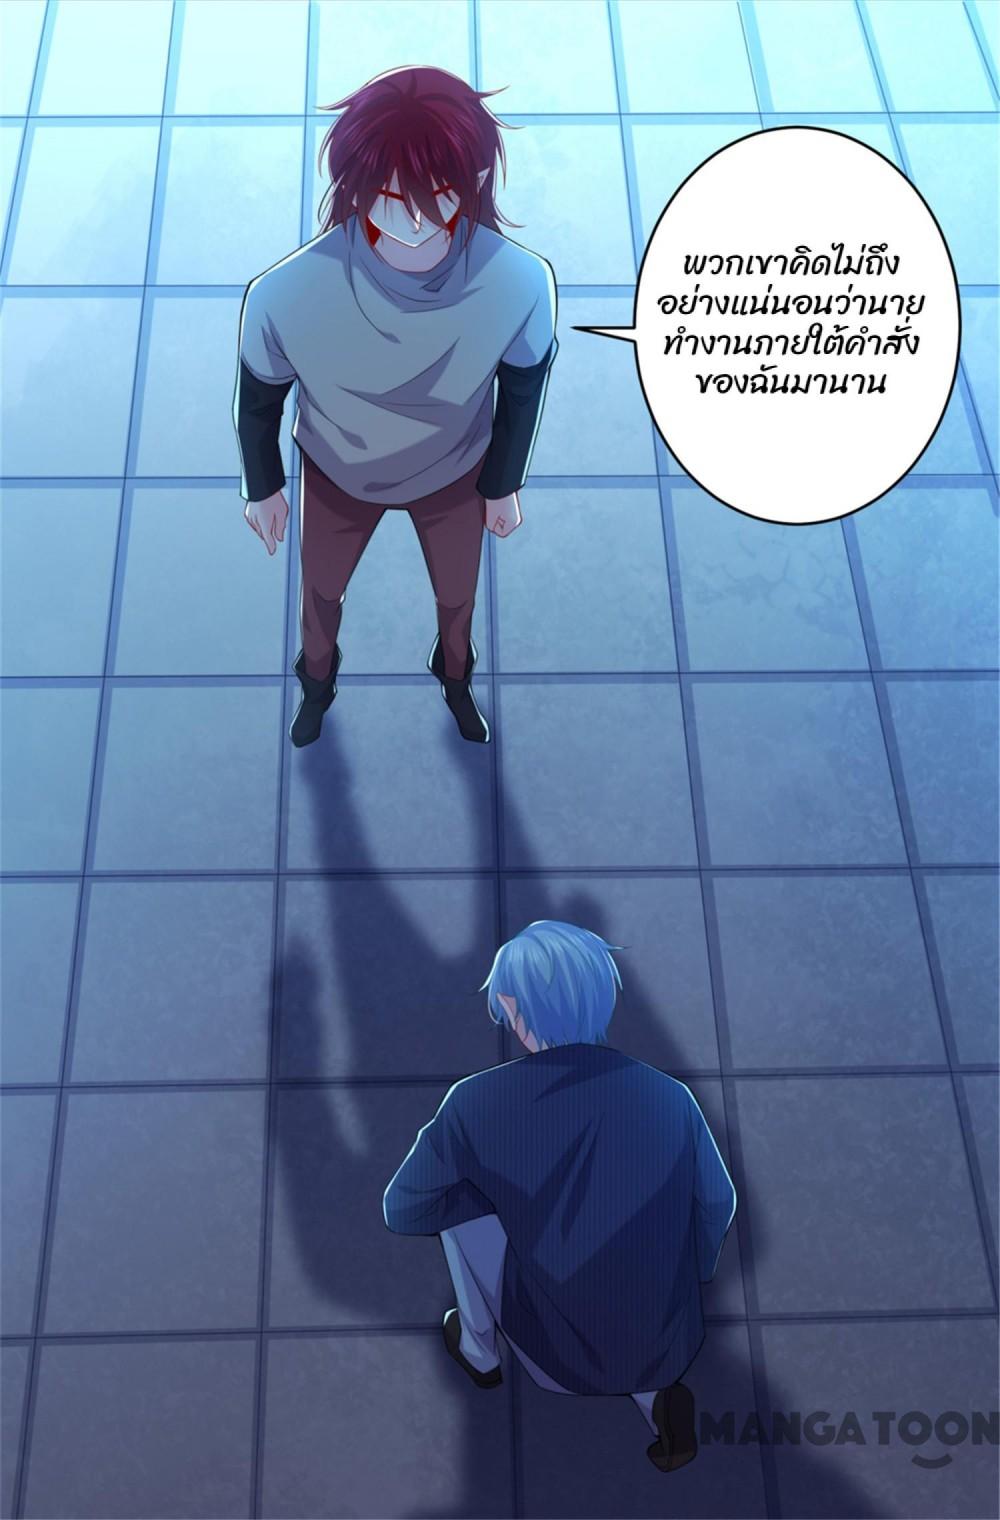 พวกเขาคิดไม่ถึง
อย่างแน่นอนว่านาย
ทำงานภายใต้คำสั่ง
ของฉันมานาน
MANGATOON